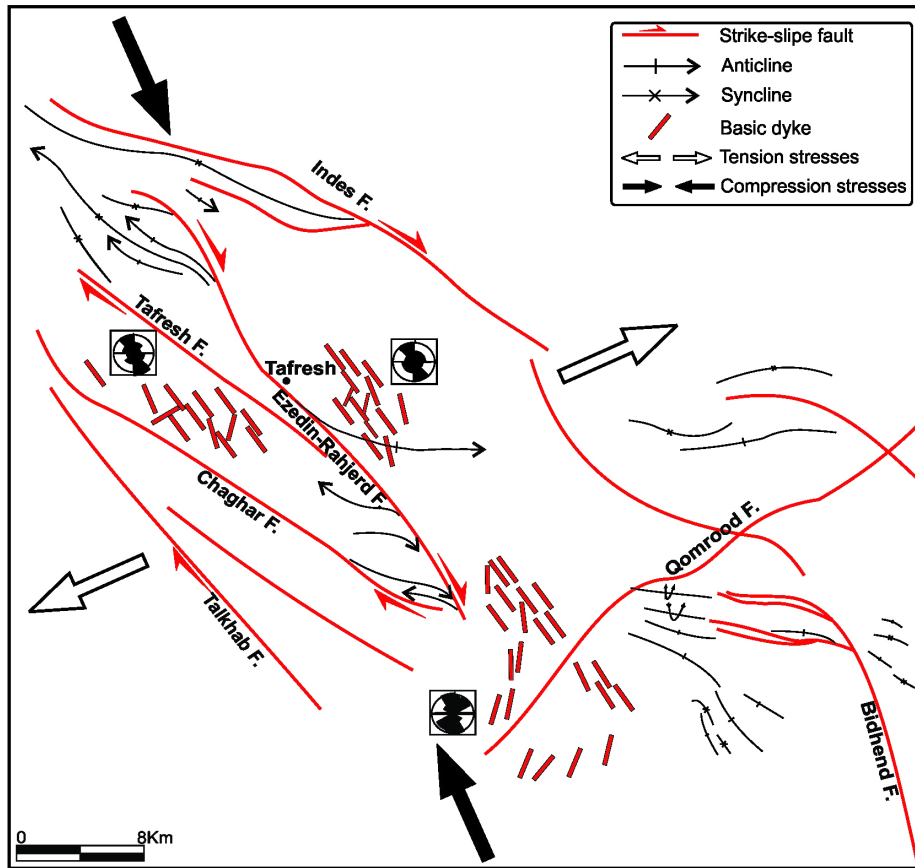 Strike-slipe fault
Anticline
Syncline
Basic dyke
Tension stresses
Compression stresses
Indes F.
Tafresh F.
Tafresh
Ezedin-Rahjerd F.
Chaghar F.
Qomrood F.
Talkhab F.
Bidhend F.
0 8Km